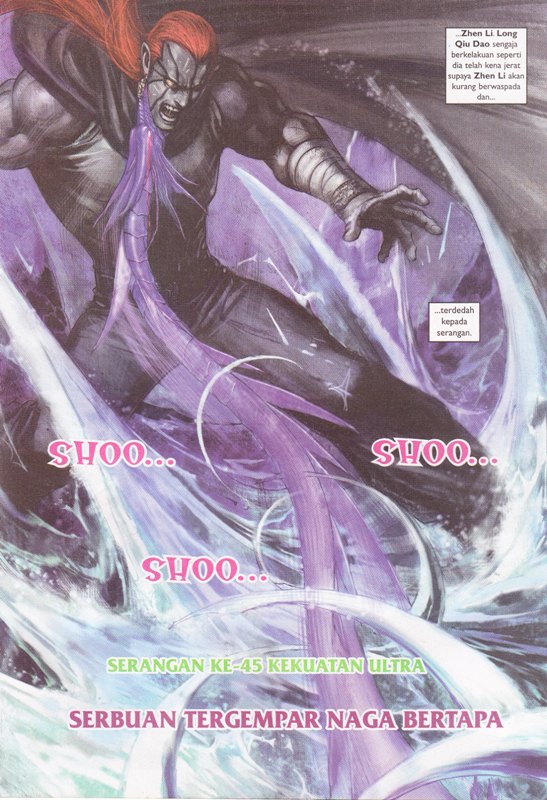 ...Zhen Li. Long
Qiu Dao sengaja
berkelakuan seperti
dia telah kena jerat
supaya Zhen Li akan
kurang berwaspada
dan...
...terdedah
kepada
serangan.
SHOO...
SHOO...
SHOO...
SERANGAN KE-45 KEKUATAN ULTRA
SERBUAN TERGEMPAR NAGA BERTAPA